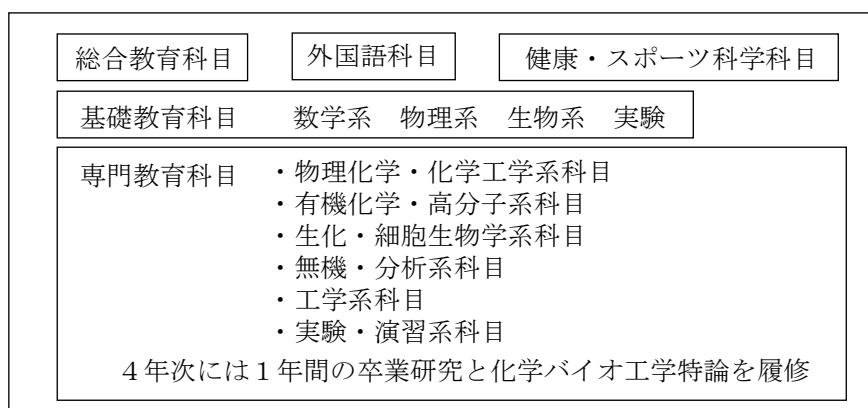 総合教育科目 外国語科目 健康・スポーツ科学科目
基礎教育科目 数学系 物理系 生物系 実験
専門教育科目 ・物理化学・化学工学系科目
・有機化学・高分子系科目
・生化・細胞生物学系科目
・無機・分析系科目
・工学系科目
・実験・演習系科目
４年次には１年間の卒業研究と化学バイオ工学特論を履修